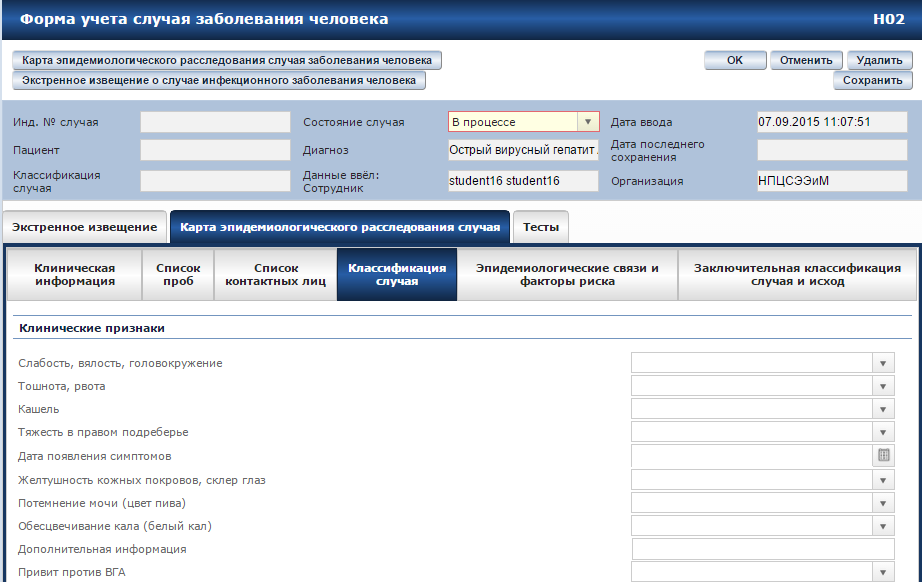 Форма учета случая заболевания человека
H02
Карта эпидемиологического расследования случая заболевания человека
OK
Отменить
Удалить
Экстренное извещение о случае инфекционного заболевания человека
Сохранить
Инд. № случая
Состояние случая
В процессе
Дата ввода
07.09.2015 11:07:51
Пациент
Диагноз
Острый вирусный гепатит
Дата последнего
сохранения
Классификация
случая
Данные ввёл:
Сотрудник
student16 student16
Организация
НПЦСЭЭиМ
Экстренное извещение
Карта эпидемиологического расследования случая
Тесты
Клиническая
информация
Список
проб
Список
контактных лиц
Классификация
случая
Эпидемиологические связи и
факторы риска
Заключительная классификация
случая и исход
Клинические признаки
Слабость, вялость, головокружение
Тошнота, рвота
Кашель
Тяжесть в правом подреберье
Дата появления симптомов
Желтушность кожных покровов, склер глаз
Потемнение мочи (цвет пива)
Обесцвечивание кала (белый кал)
Дополнительная информация
Привит против ВГА